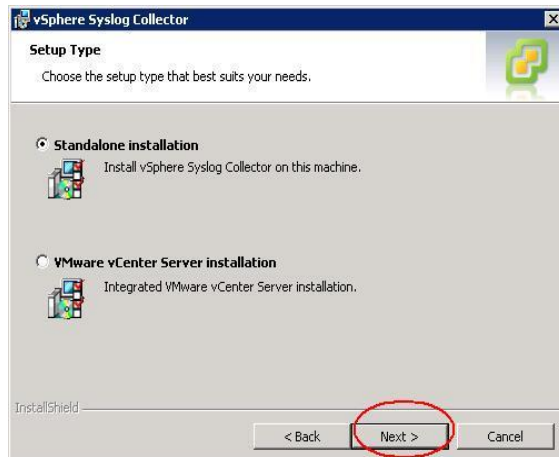 vSphere Syslog Collector
Setup Type
Choose the setup type that best suits your needs.
Standalone installation
Install vSphere Syslog Collector on this machine.
VMware vCenter Server installation
Integrated VMware vCenter Server installation.
InstallShield
< Back
Next >
Cancel